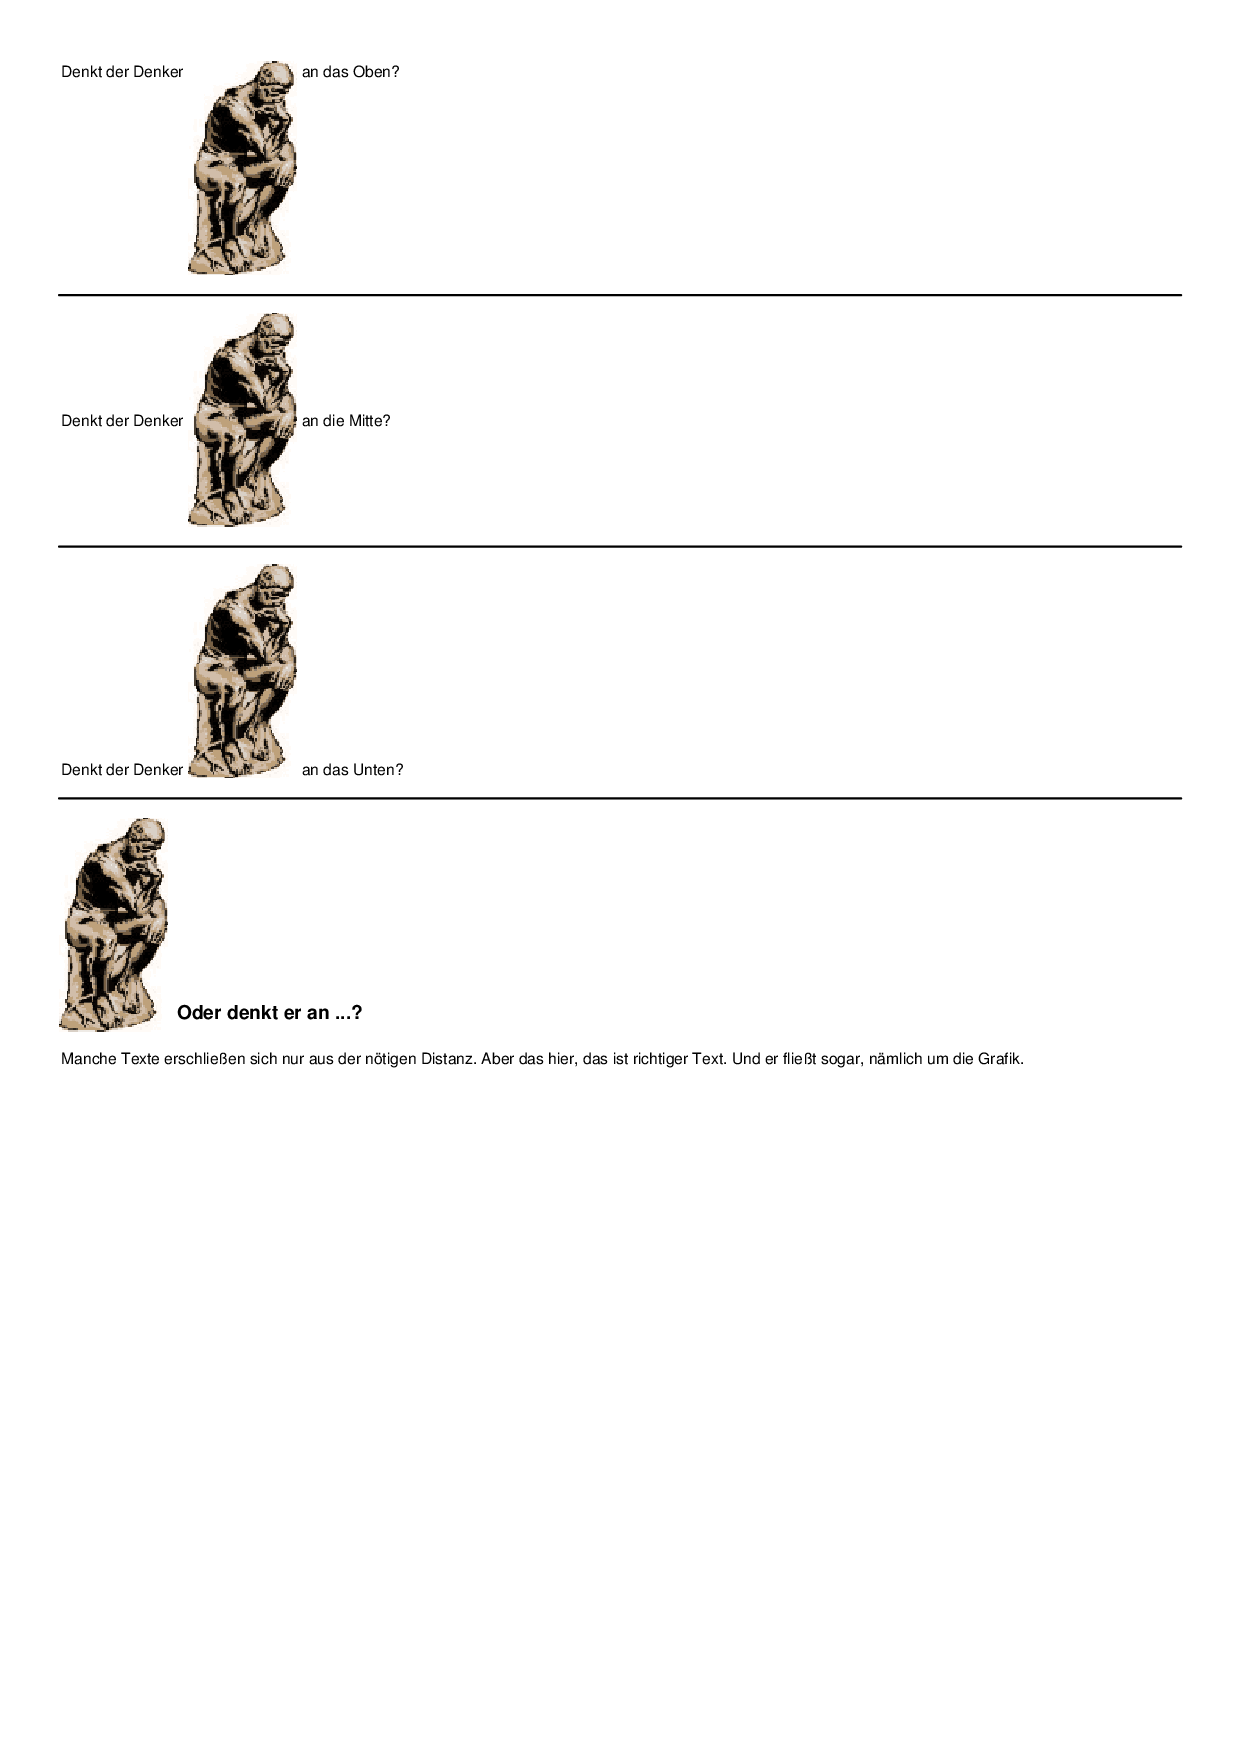 Denkt der Denker an das Oben?
Denkt der Denker an die Mitte?
Denkt der Denker an das Unten?
Oder denkt er an ...?
Manche Texte erschließen sich nur aus der nötigen Distanz. Aber das hier, das ist richtiger Text. Und er fließt sogar, nämlich um die Grafik.